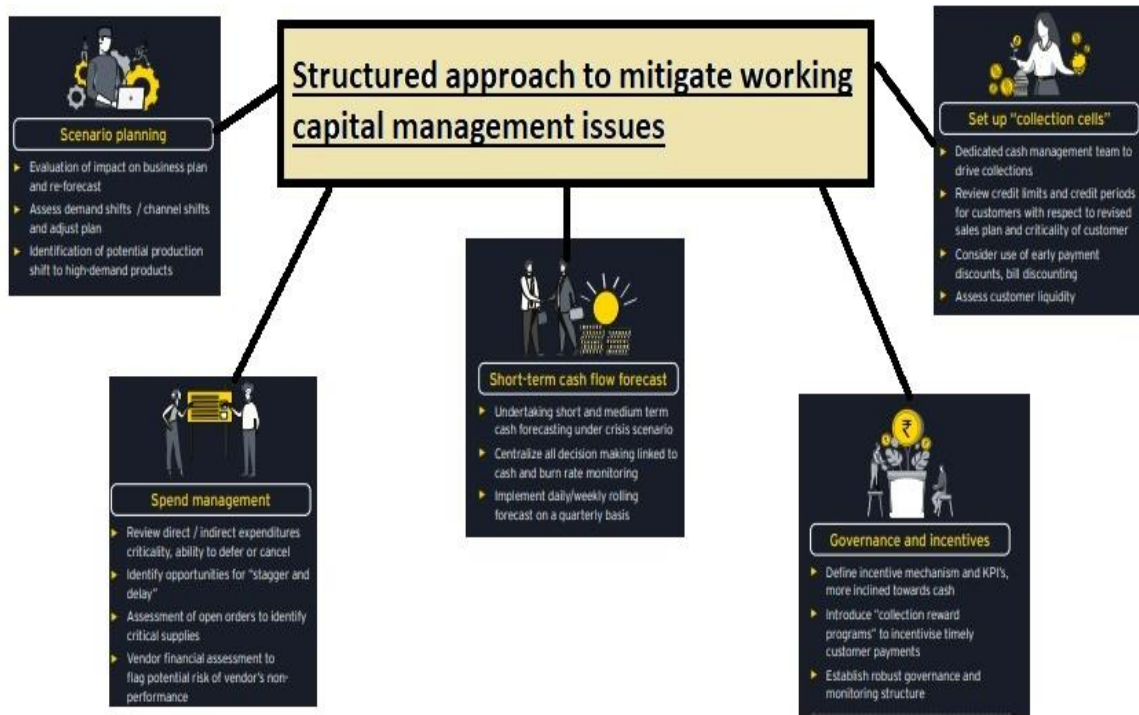 Structured approach to mitigate working
capital management issues
Scenario planning
► Evaluation of impact on business plan
and re-forecast
► Assess demand shifts / channel shifts
and adjust plan
► Identification of potential production
shift to high-demand products
Set up “collection cells”
► Dedicated cash management team to
drive collections
► Review credit limits and credit periods
for customers with respect to revised
sales plan and criticality of customer
► Consider use of early payment
discounts, bill discounting
► Assess customer liquidity
Short-term cash flow forecast
► Undertaking short and medium term
cash forecasting under crisis scenario
► Centralize all decision making linked to
cash and burn rate monitoring
► Implement daily/weekly rolling
forecast on a quarterly basis
Spend management
► Review direct / indirect expenditures
criticality, ability to defer or cancel
► Identify opportunities for “stagger and
delay”
► Assessment of open orders to identify
critical supplies
► Vendor financial assessment to
flag potential risk of vendor's non-
performance
₹
Governance and incentives
► Define incentive mechanism and KPI's,
more inclined towards cash
► Introduce “collection reward
programs” to incentivise timely
customer payments
► Establish robust governance and
monitoring structure